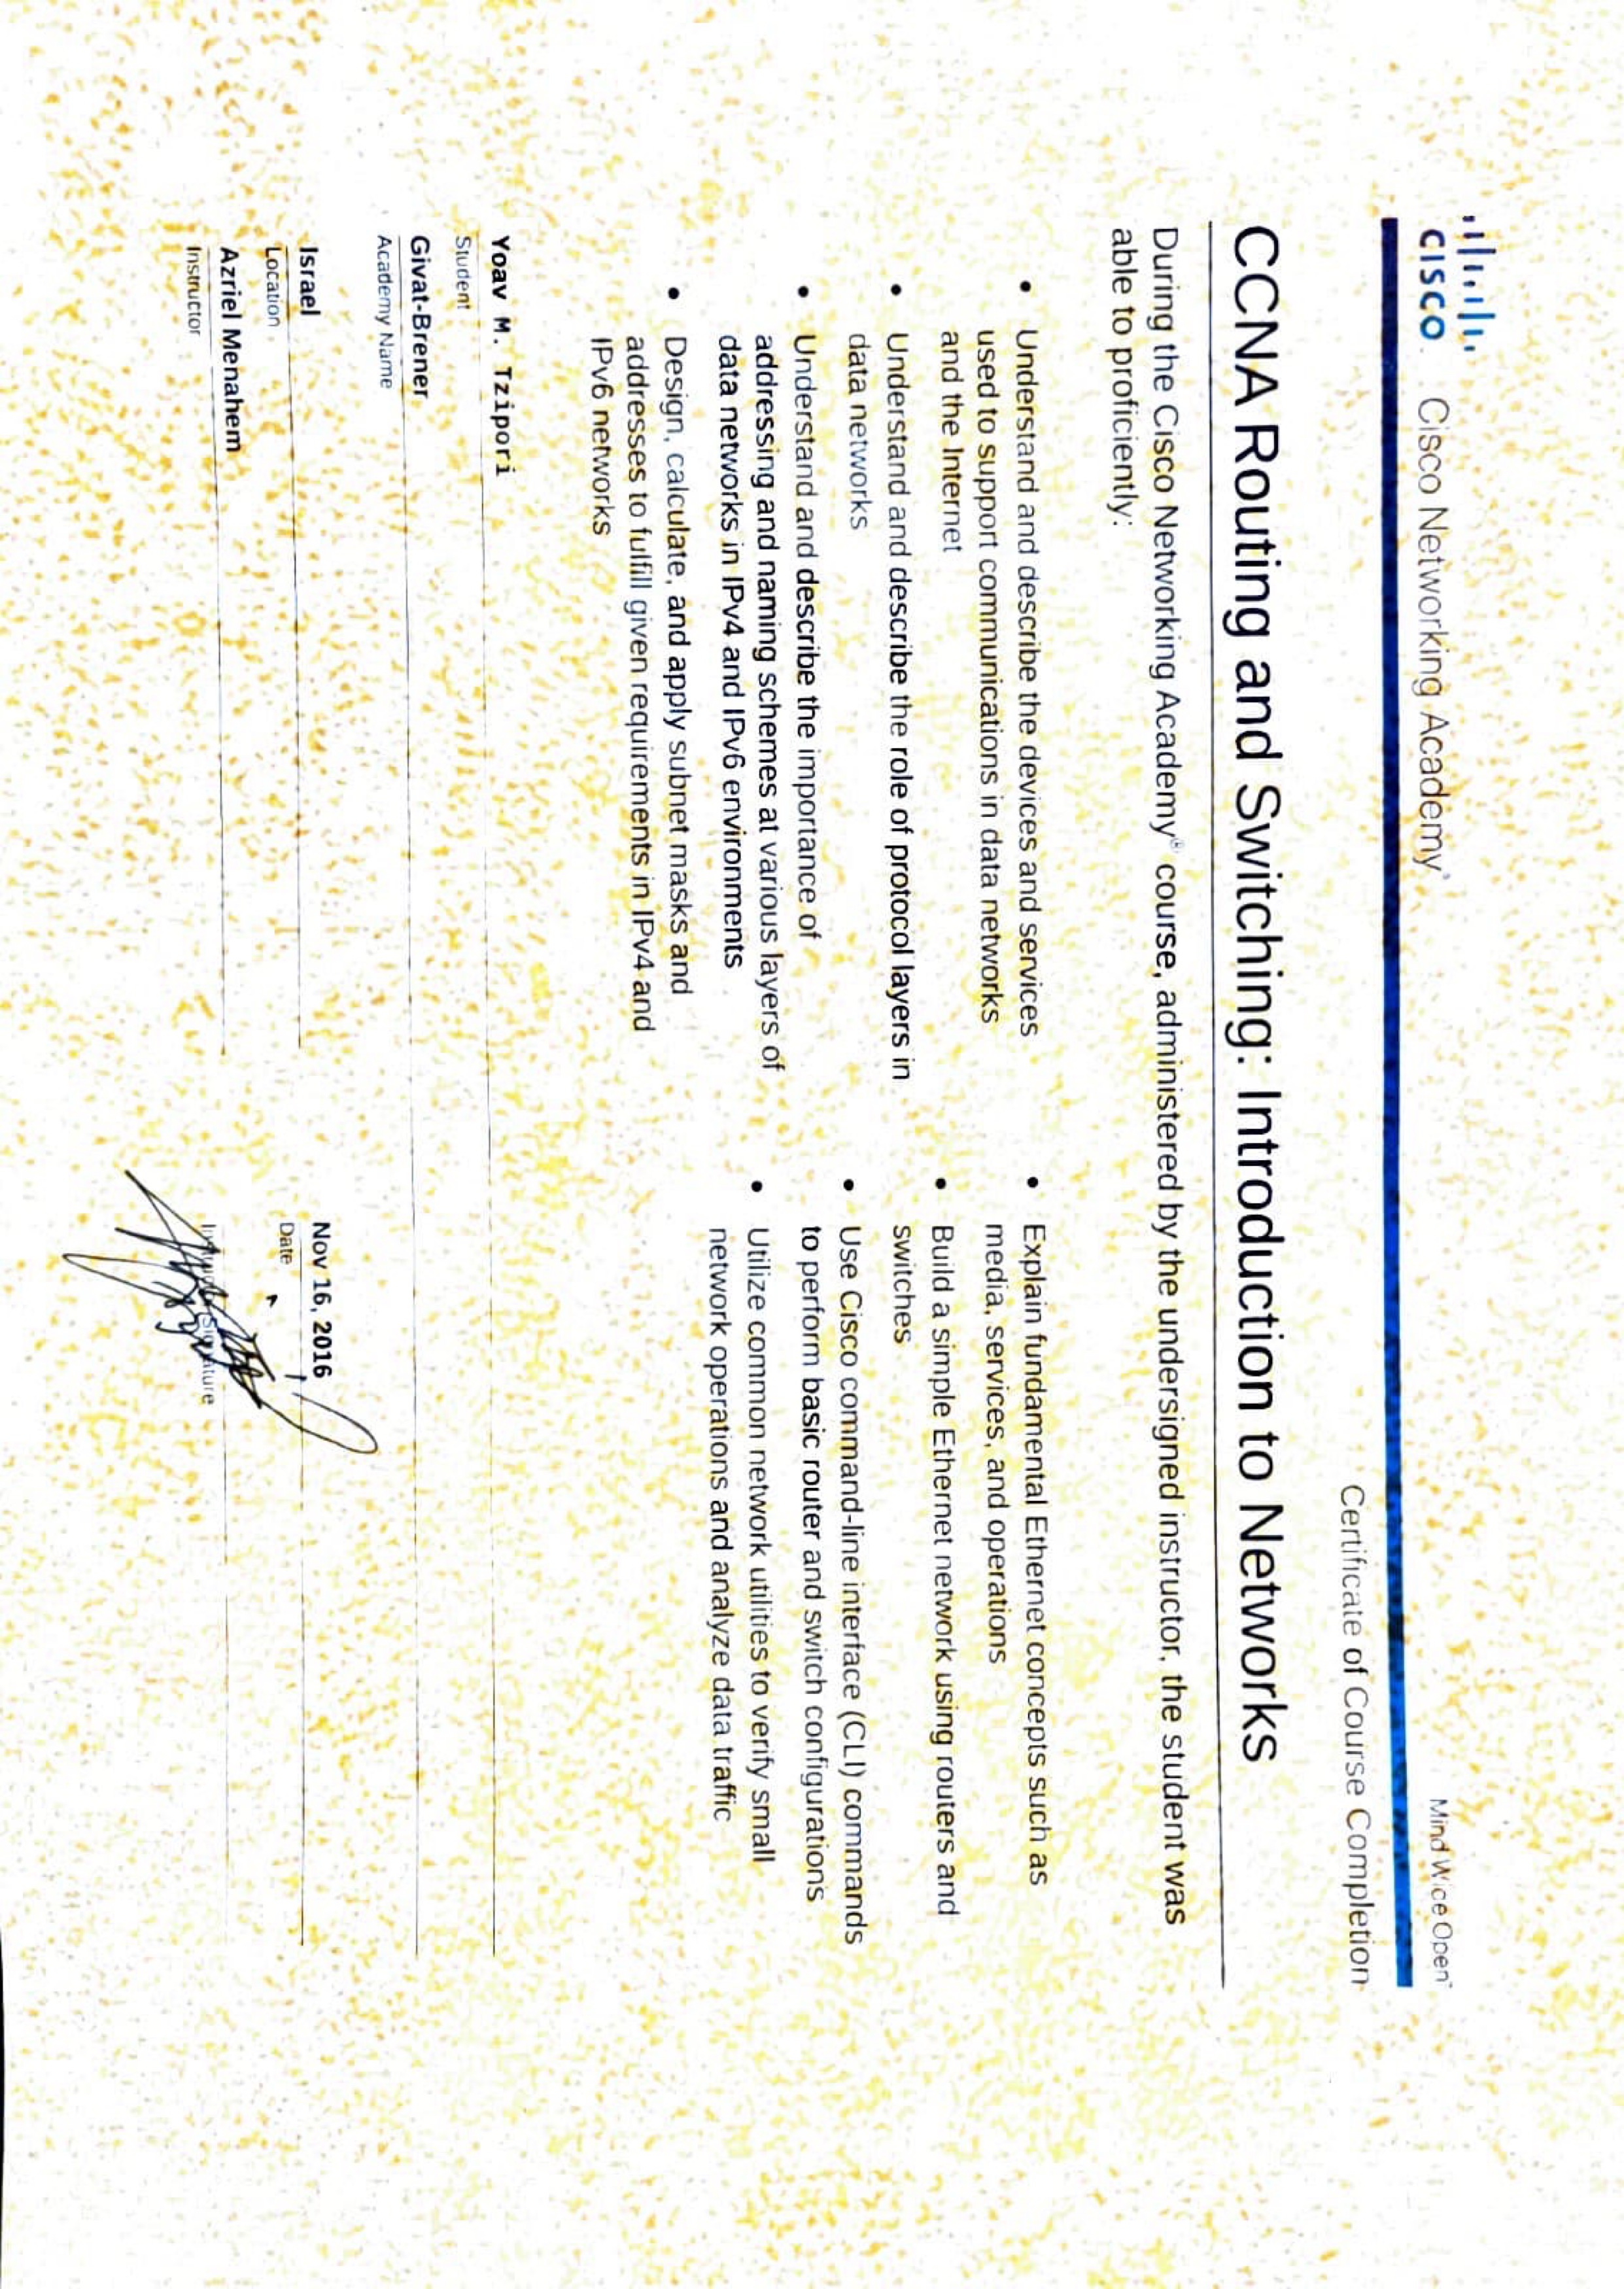 CISCO Cisco Networking Academy®
Mind Wide Open™
Certificate of Course Completion
CCNA Routing and Switching: Introduction to Networks
During the Cisco Networking Academy® course, administered by the undersigned instructor, the student was
able to proficiently:
• Understand and describe the devices and services
used to support communications in data networks
and the Internet
• Understand and describe the role of protocol layers in
data networks
• Understand and describe the importance of
addressing and naming schemes at various layers of
data networks in IPv4 and IPv6 environments
• Design, calculate, and apply subnet masks and
addresses to fulfill given requirements in IPv4 and
IPv6 networks
• Explain fundamental Ethernet concepts such as
media, services, and operations
• Build a simple Ethernet network using routers and
switches
• Use Cisco command-line interface (CLI) commands
to perform basic router and switch configurations
• Utilize common network utilities to verify small
network operations and analyze data traffic
Yoav M. Tzipori
Student
Givat-Brener
Academy Name
Israel
Location
Nov 16, 2016
Date
Azriel Menahem
Instructor
Instructor Signature